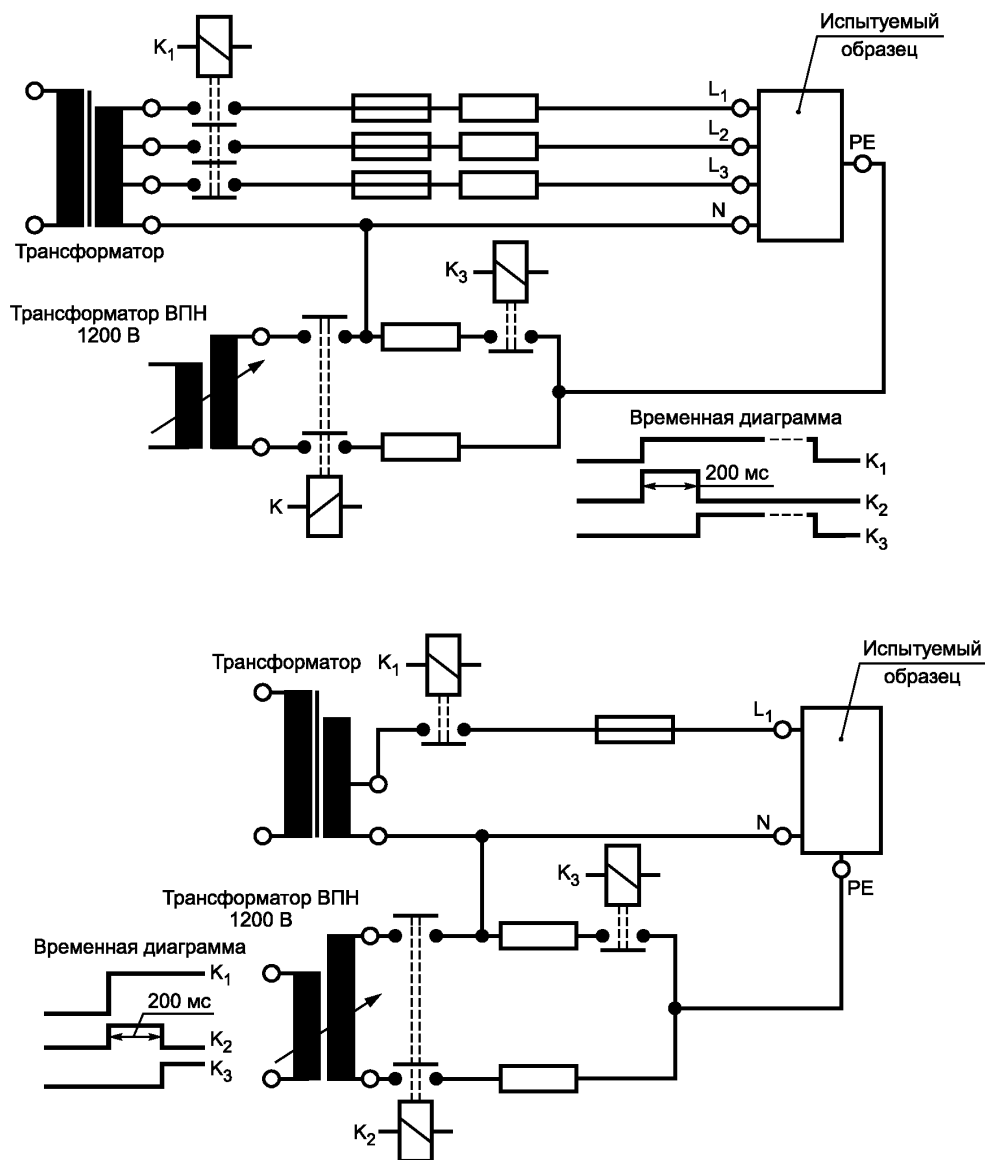 K1
Испытуемый
образец
L1
L2
PE
L3
N
Трансформатор
K3
Трансформатор ВПН
1200 В
Временная диаграмма
K1
200 мс
K2
K
K3
Испытуемый
образец
Трансформатор
K1
L1
N
K3
PE
Трансформатор ВПН
1200 В
Временная диаграмма
K1
200 мс
K2
K3
K2